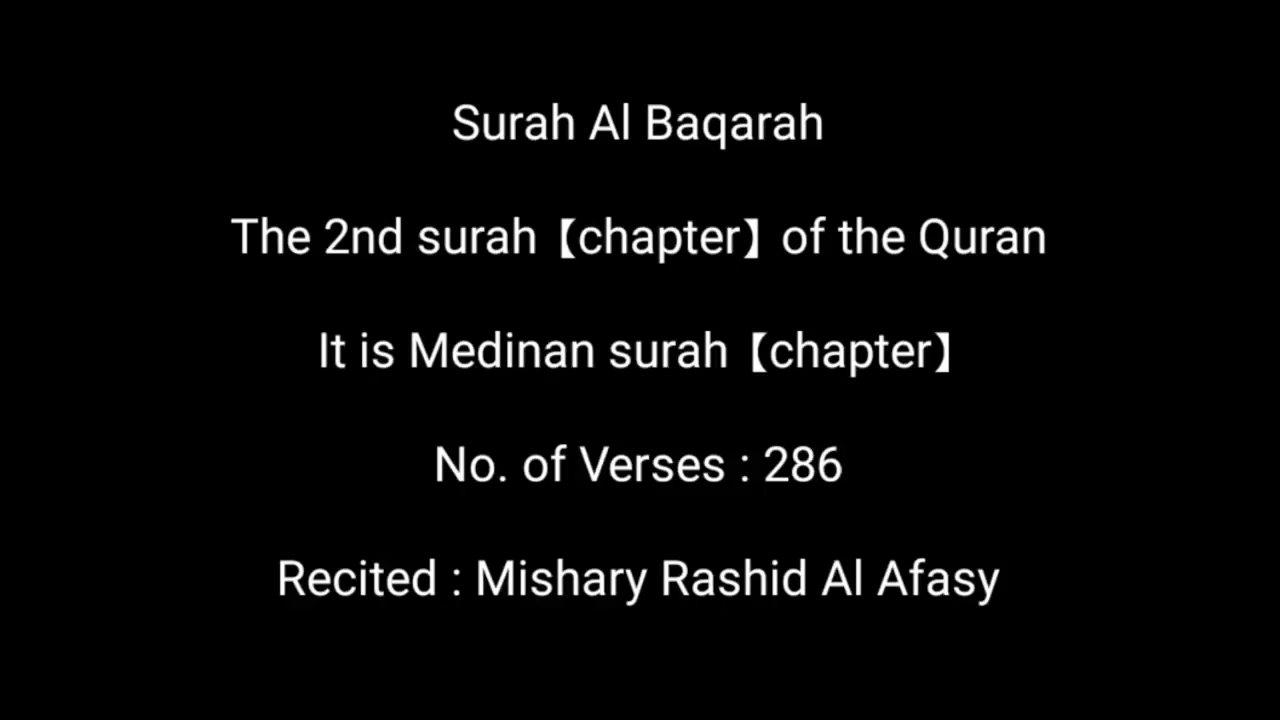 Surah Al Baqarah
The 2nd surah【chapter】of the Quran
It is Medinan surah【chapter】
No. of Verses : 286
Recited : Mishary Rashid Al Afasy